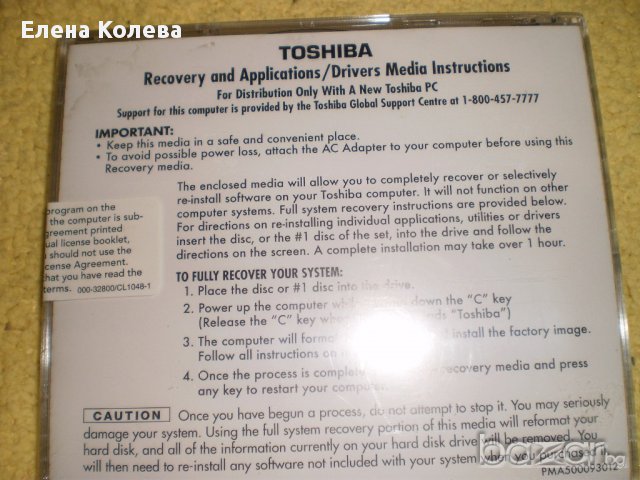 Елена Колева
TOSHIBA
Recovery and Applications/Drivers Media Instructions
For Distribution Only With A New Toshiba PC
Support for this computer is provided by the Toshiba Global Support Centre at 1-800-457-7777
IMPORTANT:
• Keep this media in a safe and convenient place.
• To avoid possible power loss, attach the AC Adapter to your computer before using this
Recovery media.
The enclosed media will allow you to completely recover or selectively
re-install software on your Toshiba computer. It will not function on other
computer systems. Full system recovery instructions are provided below.
For directions on re-installing individual applications, utilities or drivers
insert the disc, or the #1 disc of the set, into the drive and follow the
directions on the screen. A complete installation may take over 1 hour.
program on the
the computer is sub-
greement printed
ual license booklet,
should not use the
cense Agreement.
hat you have read the
terms. 000-32800/CL1048-1
TO FULLY RECOVER YOUR SYSTEM:
1. Place the disc or #1 disc into the drive.
2. Power up the computer down the "C" key
(Release the "C" key "Toshiba")
3. The computer will format install the factory image.
Follow all instructions on
4. Once the process is recovery media and press
any key to restart your computer.
CAUTION Once you have begun a process, do not attempt to stop it. You may seriously
damage your system. Using the full system recovery portion of this media will reformat your
hard disk, and all of the information currently on your hard disk drive will be removed. You
will then need to re-install any software not included with your system when it was first
PMA500093012
bazar.bg